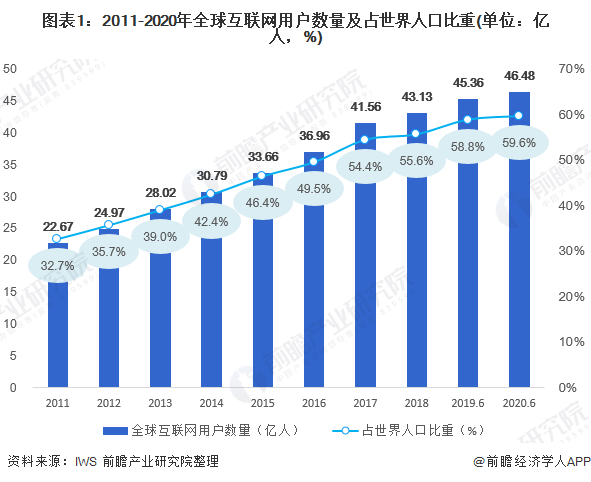 图表1：2011-2020年全球互联网用户数量及占世界人口比重(单位：亿
人，%)
50 70%
45 60%
40 50%
35 40%
30 30%
25 20%
20 10%
15 0%
10
5
0
22.67 24.97 28.02 30.79 33.66 36.96 41.56 43.13 45.36 46.48
32.7% 35.7% 39.0% 42.4% 46.4% 49.5% 54.4% 55.6% 58.8% 59.6%
2011 2012 2013 2014 2015 2016 2017 2018 2019.6 2020.6
全球互联网用户数量（亿人） 占世界人口比重（%）
资料来源：IWS 前瞻产业研究院整理 @前瞻经济学人APP
前瞻产业研究院